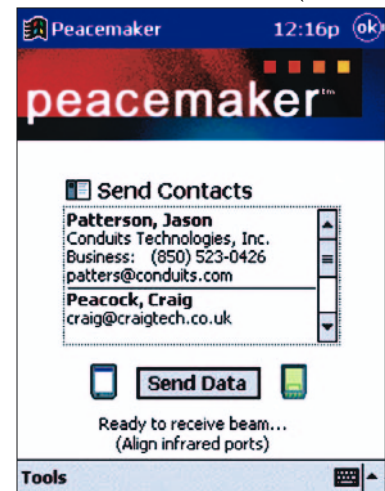 Peacemaker 12:16p ok
peacemaker™
Send Contacts
Patterson, Jason
Conduits Technologies, Inc.
Business: (850) 523-0426
patters@conduits.com
Peacock, Craig
craig@craigtech.co.uk
Send Data
Ready to receive beam...
(Align infrared ports)
Tools